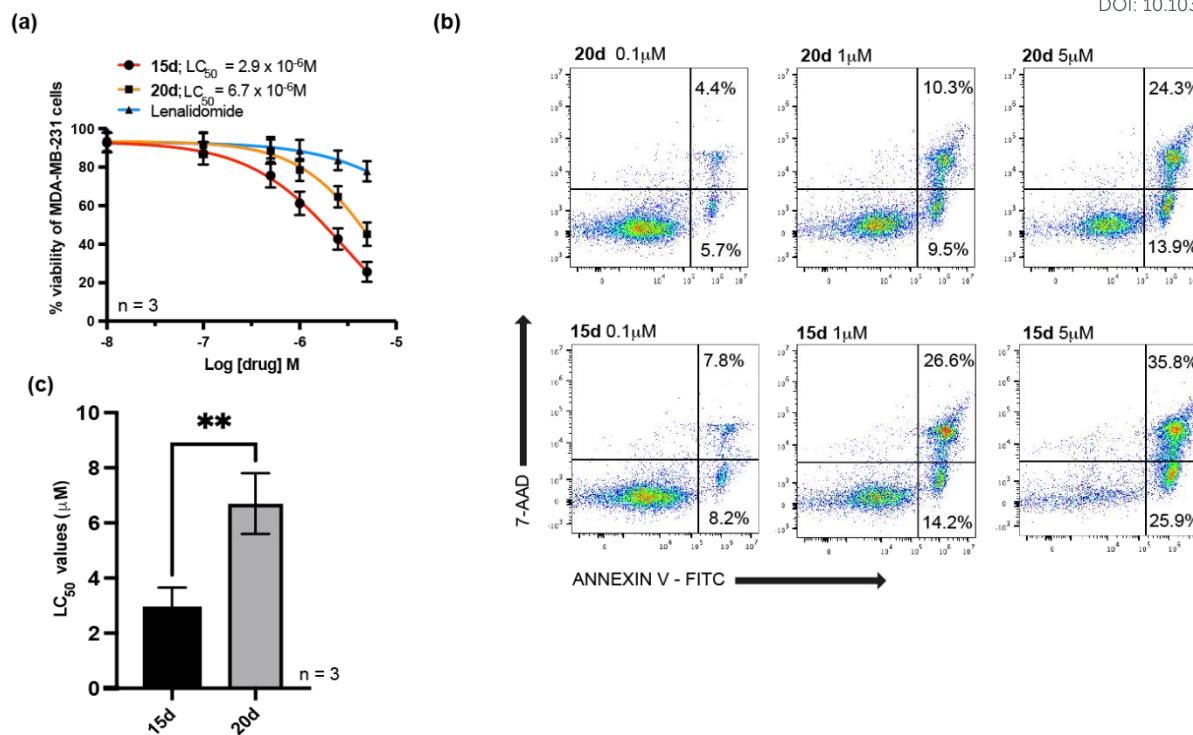 DOI: 10.103
(a)
15d; LC50 = 2.9 x 10-6M
20d; LC50 = 6.7 x 10-6M
Lenalidomide
% viability of MDA-MB-231 cells
100
80
60
40
20
0
n = 3
-8
-7
-6
-5
Log [drug] M
(b)
20d 0.1μM
20d 1μM
20d 5μM
4.4%
10.3%
24.3%
5.7%
9.5%
13.9%
15d 0.1μM
15d 1μM
15d 5μM
7.8%
26.6%
35.8%
8.2%
14.2%
25.9%
7-AAD
ANNEXIN V - FITC
(c)
LC50 values (μM)
10
8
6
4
2
0
**
n = 3
15d
20d